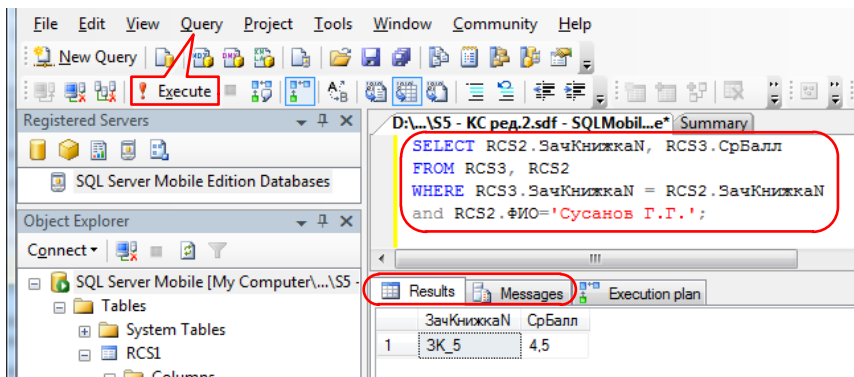 File Edit View Query Project Tools Window Community Help
New Query
Execute
Registered Servers
SQL Server Mobile Edition Databases
Object Explorer
Connect
SQL Server Mobile [My Computer\...\S5 -
Tables
System Tables
RCS1
Columns
D:\...\S5 - КС ред.2.sdf - SQLMobil...e* Summary
SELECT RCS2.ЗачКнижкаN, RCS3.СрБалл
FROM RCS3, RCS2
WHERE RCS3.ЗачКнижкаN = RCS2.ЗачКнижкаN
and RCS2.ФИО='Сусанов Г.Г.';
Results Messages Execution plan
ЗачКнижкаN СрБалл
1 ЗК_5 4,5